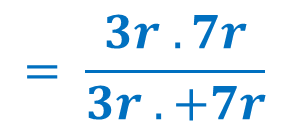 = 3r . 7r
3r . +7r